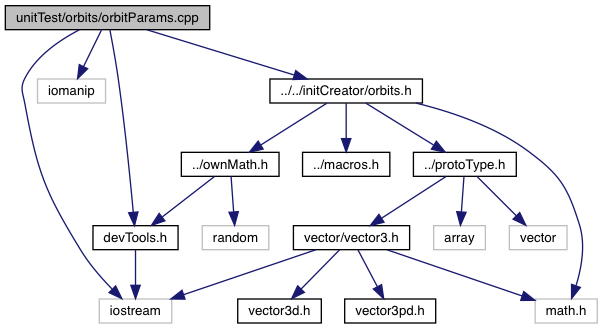 unitTest/orbits/orbitParams.cpp
iomanip
../../initCreator/orbits.h
../ownMath.h
../macros.h
../protoType.h
devTools.h
random
vector/vector3.h
array
vector
iostream
vector3d.h
vector3pd.h
math.h